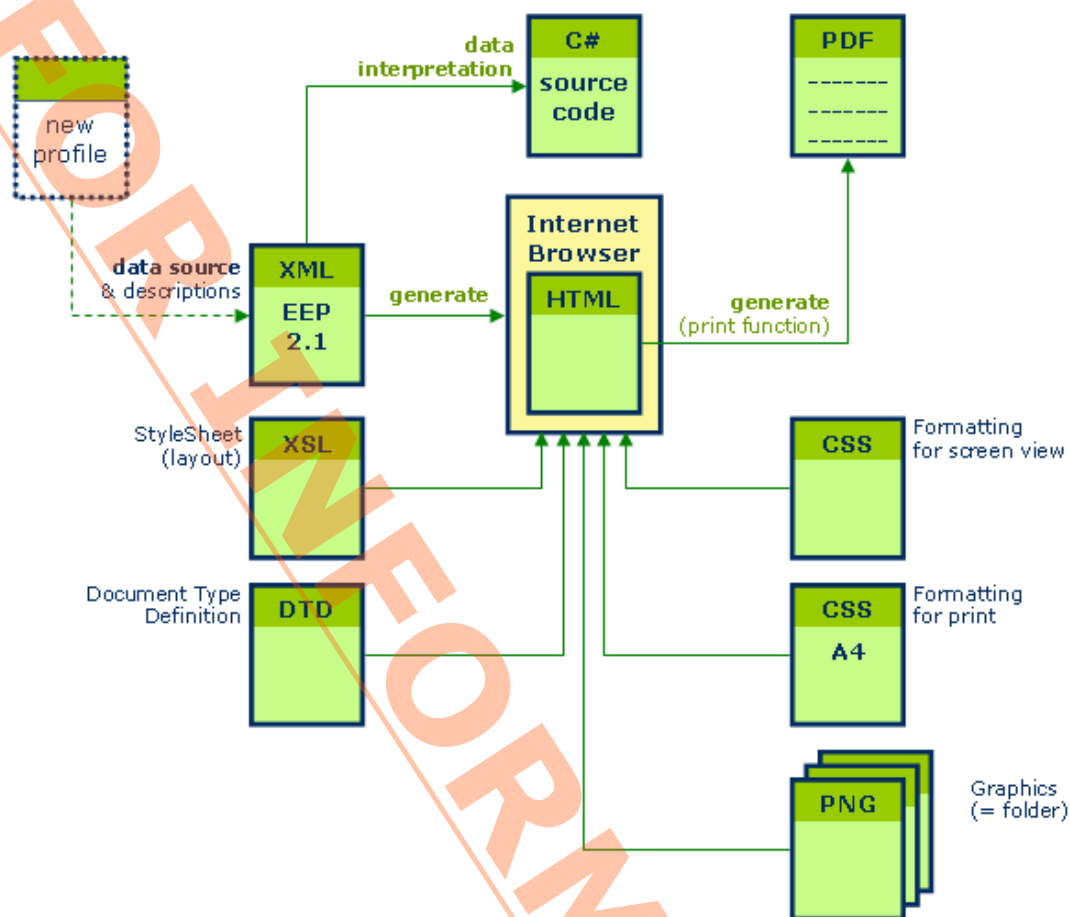 data
interpretation
C#
source
code
PDF
-------
-------
-------
new
profile
Internet
Browser
HTML
data source
& descriptions
XML
EEP
2.1
generate
generate
(print function)
StyleSheet
(layout)
XSL
CSS
Formatting
for screen view
Document Type
Definition
DTD
CSS
A4
Formatting
for print
PNG
Graphics
(= folder)
FOR INFORM